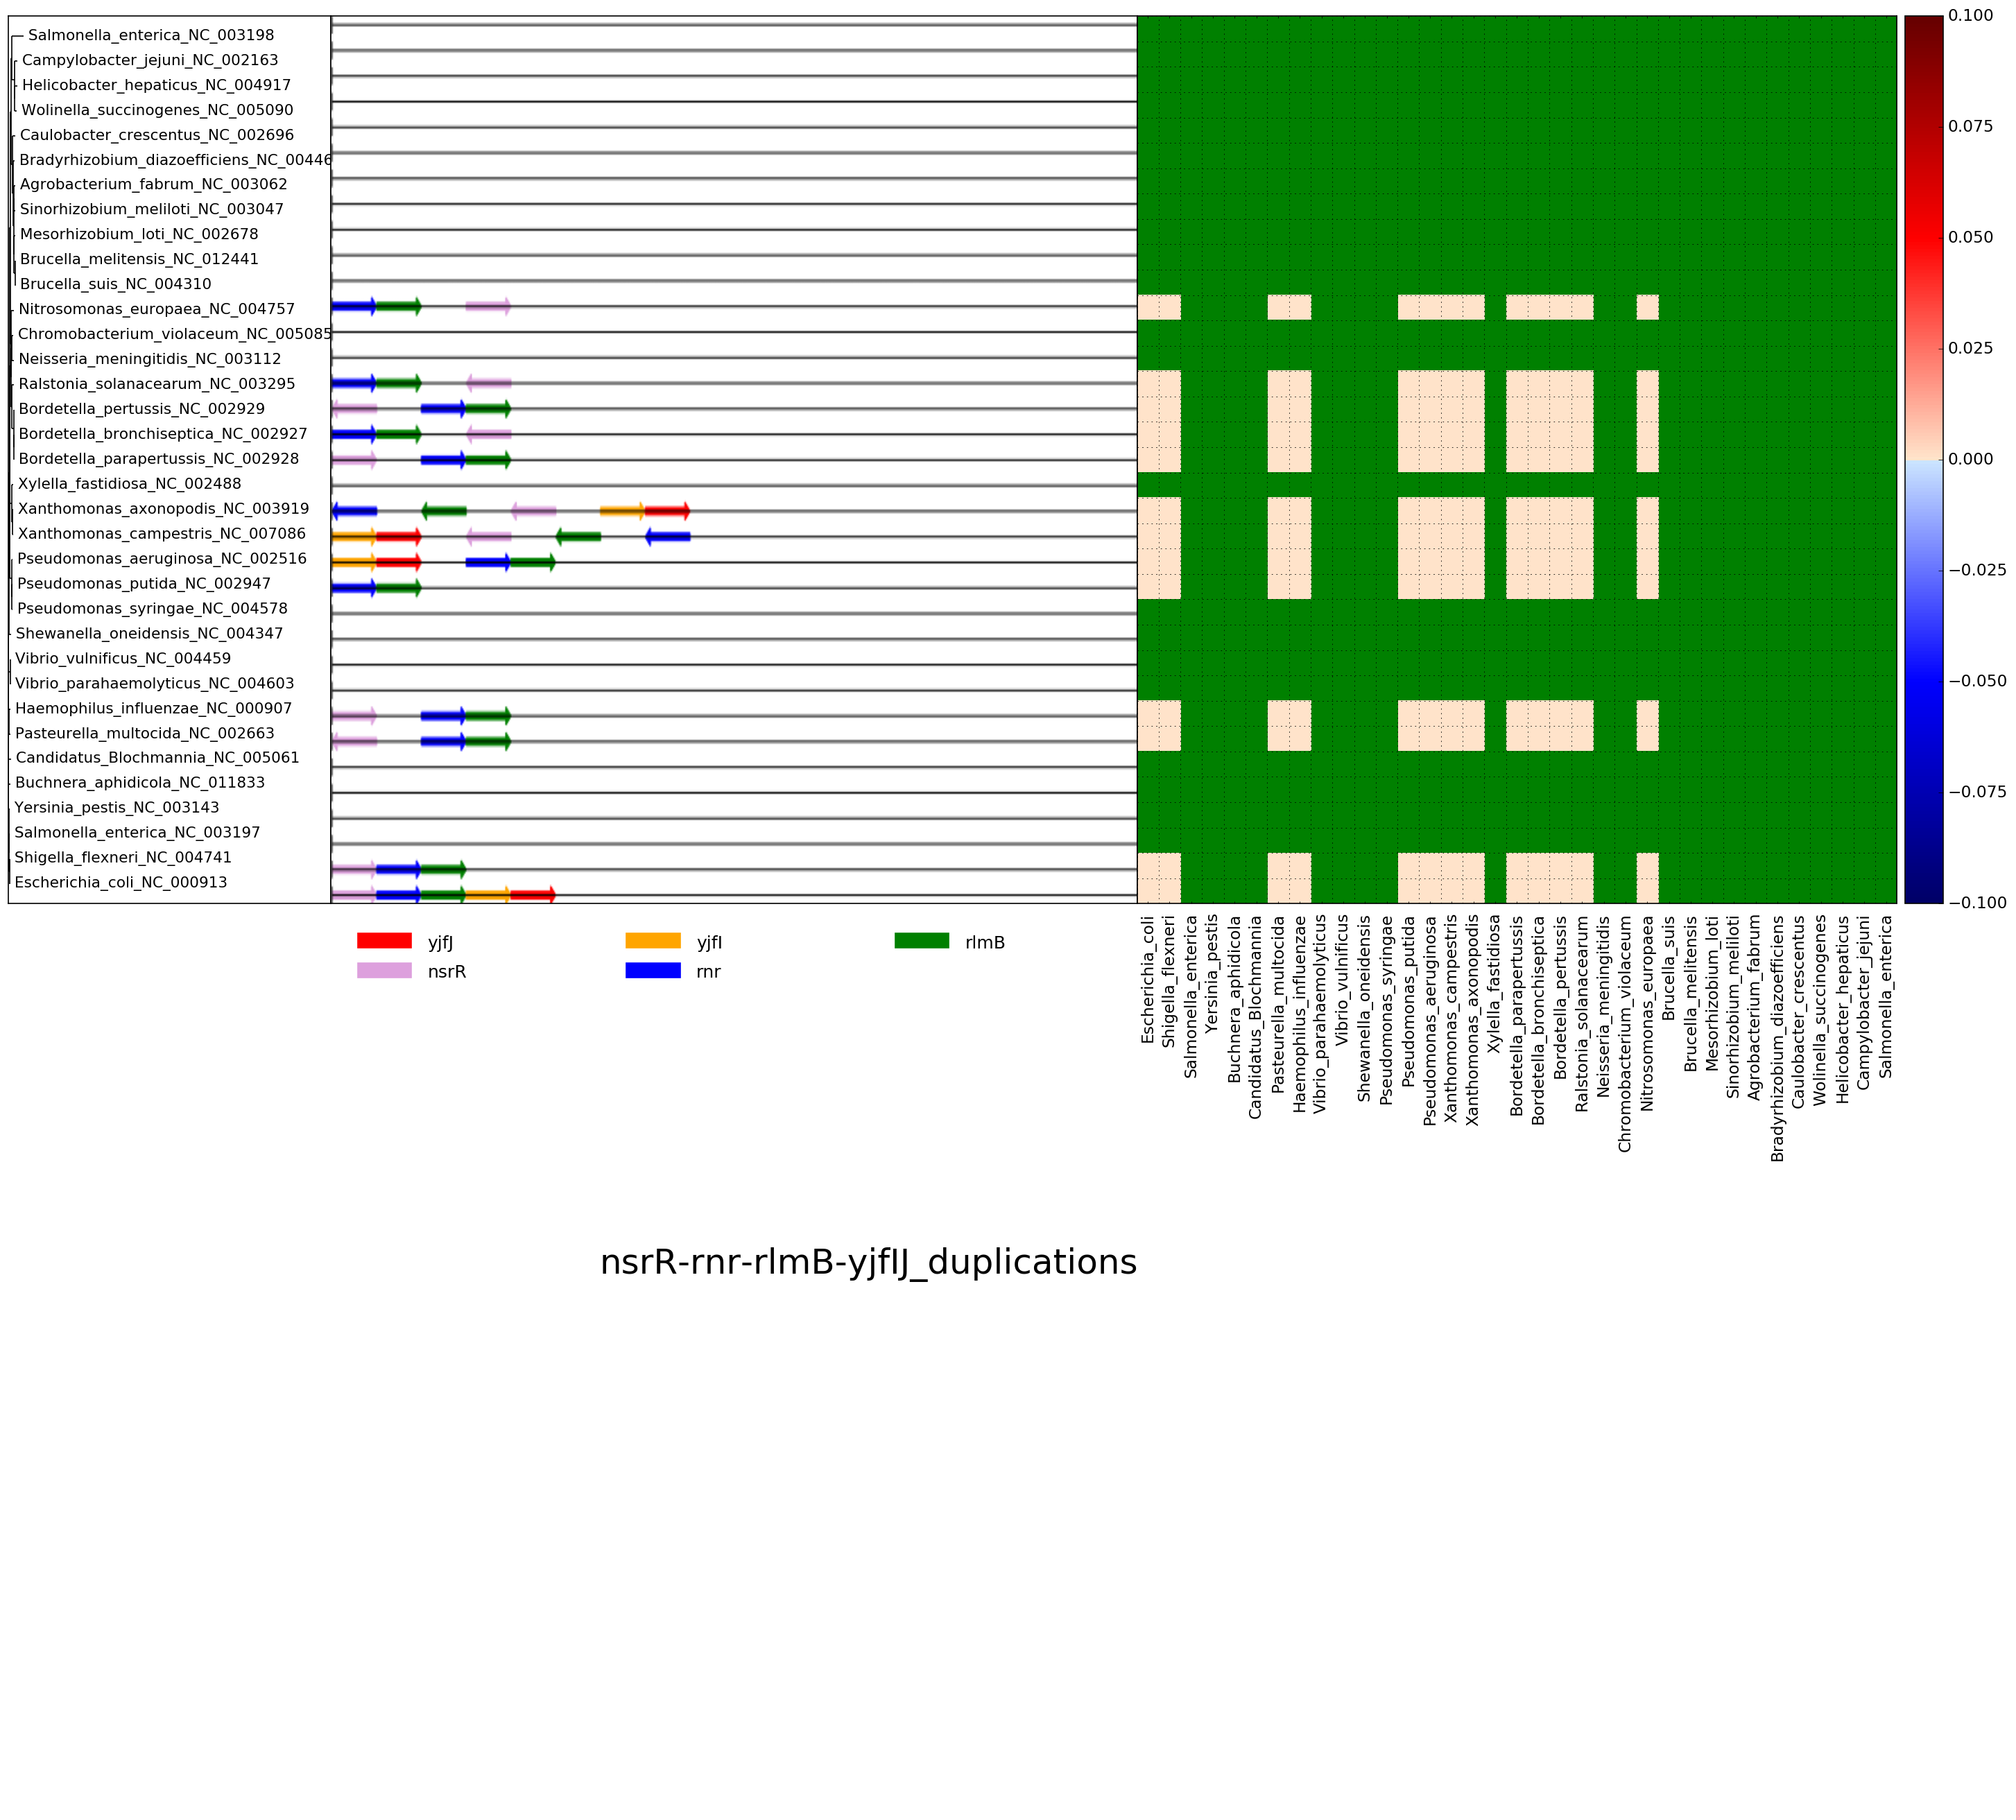 Salmonella_enterica_NC_003198
Campylobacter_jejuni_NC_002163
Helicobacter_hepaticus_NC_004917
Wolinella_succinogenes_NC_005090
Caulobacter_crescentus_NC_002696
Bradyrhizobium_diazoefficiens_NC_00446
Agrobacterium_fabrum_NC_003062
Sinorhizobium_meliloti_NC_003047
Mesorhizobium_loti_NC_002678
Brucella_melitensis_NC_012441
Brucella_suis_NC_004310
Nitrosomonas_europaea_NC_004757
Chromobacterium_violaceum_NC_005085
Neisseria_meningitidis_NC_003112
Ralstonia_solanacearum_NC_003295
Bordetella_pertussis_NC_002929
Bordetella_bronchiseptica_NC_002927
Bordetella_parapertussis_NC_002928
Xylella_fastidiosa_NC_002488
Xanthomonas_axonopodis_NC_003919
Xanthomonas_campestris_NC_007086
Pseudomonas_aeruginosa_NC_002516
Pseudomonas_putida_NC_002947
Pseudomonas_syringae_NC_004578
Shewanella_oneidensis_NC_004347
Vibrio_vulnificus_NC_004459
Vibrio_parahaemolyticus_NC_004603
Haemophilus_influenzae_NC_000907
Pasteurella_multocida_NC_002663
Candidatus_Blochmannia_NC_005061
Buchnera_aphidicola_NC_011833
Yersinia_pestis_NC_003143
Salmonella_enterica_NC_003197
Shigella_flexneri_NC_004741
Escherichia_coli_NC_000913
0.100
0.075
0.050
0.025
0.000
−0.025
−0.050
−0.075
−0.100
yjfJ yjfI rlmB
nsrR rnr
Escherichia_coli
Shigella_flexneri
Salmonella_enterica
Yersinia_pestis
Buchnera_aphidicola
Candidatus_Blochmannia
Pasteurella_multocida
Haemophilus_influenzae
Vibrio_parahaemolyticus
Vibrio_vulnificus
Shewanella_oneidensis
Pseudomonas_syringae
Pseudomonas_putida
Pseudomonas_aeruginosa
Xanthomonas_campestris
Xanthomonas_axonopodis
Xylella_fastidiosa
Bordetella_parapertussis
Bordetella_bronchiseptica
Bordetella_pertussis
Ralstonia_solanacearum
Neisseria_meningitidis
Chromobacterium_violaceum
Nitrosomonas_europaea
Brucella_suis
Brucella_melitensis
Mesorhizobium_loti
Sinorhizobium_meliloti
Agrobacterium_fabrum
Bradyrhizobium_diazoefficiens
Caulobacter_crescentus
Wolinella_succinogenes
Helicobacter_hepaticus
Campylobacter_jejuni
Salmonella_enterica
nsrR-rnr-rlmB-yjfIJ_duplications